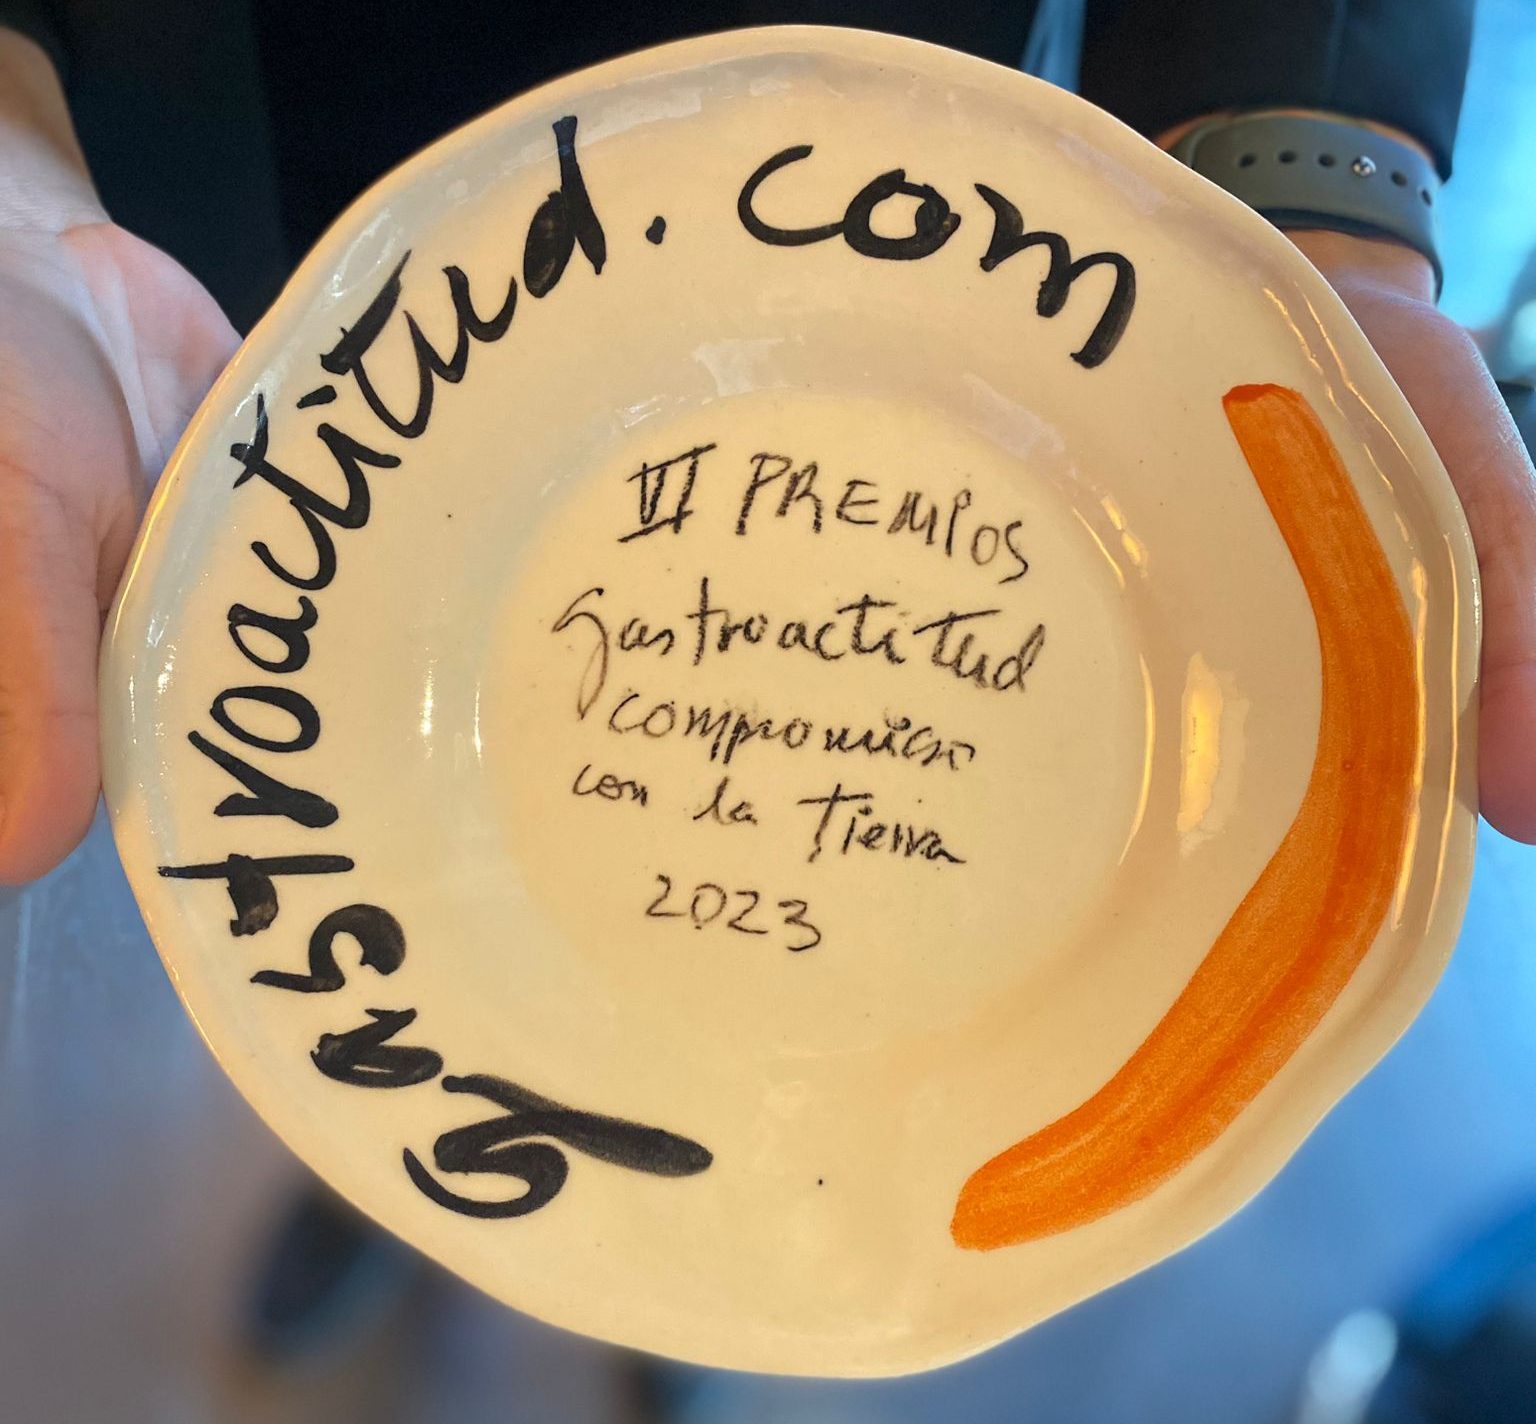 gastroactitud.com
VI PREMIOS
gastroactitud
compromiso
con la Tierra
2023